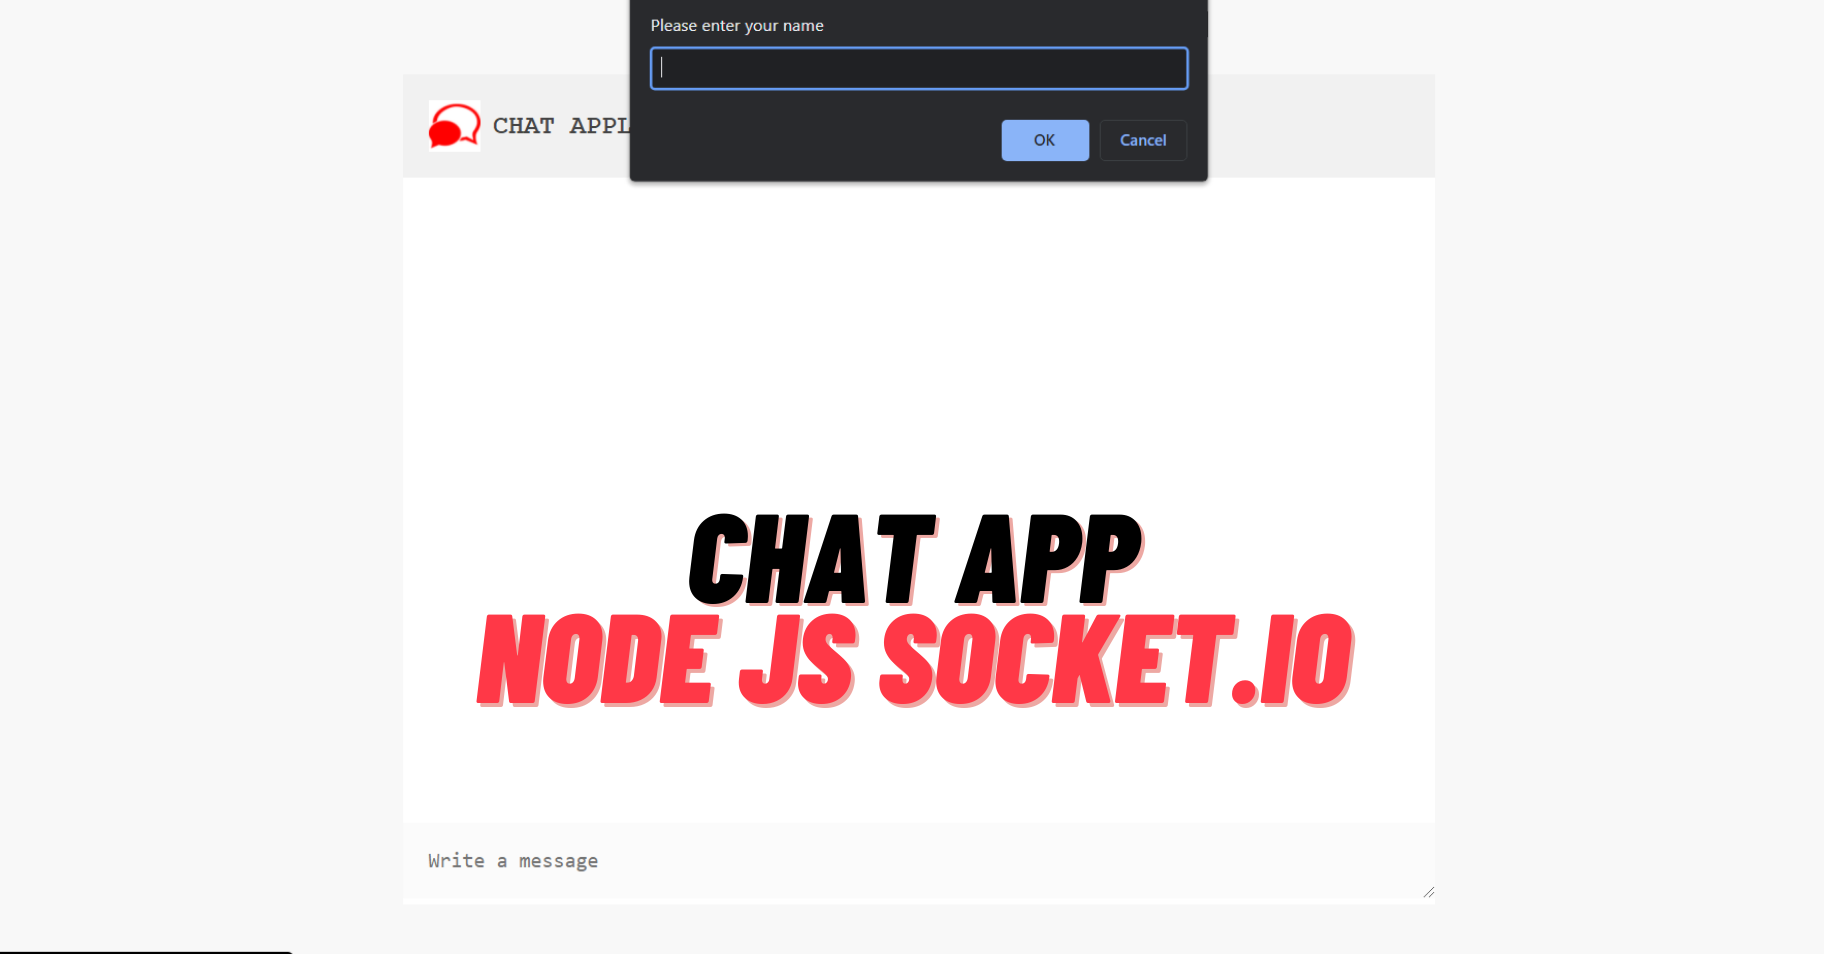 Please enter your name
CHAT APPL
OK
Cancel
CHAT APP
NODE JS SOCKET.IO
Write a message